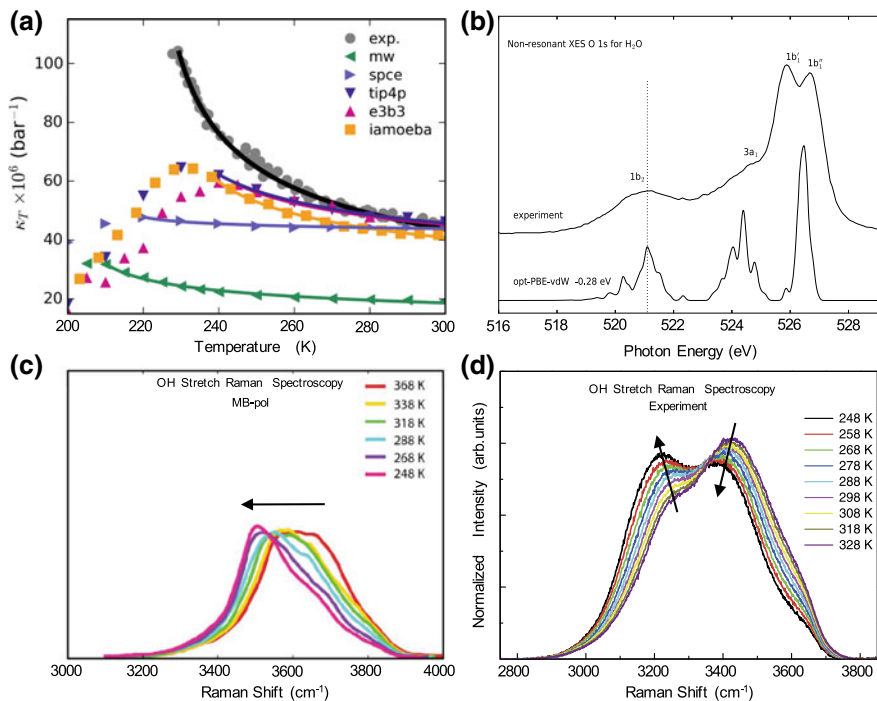 (a)
κT ×10⁶ (bar⁻¹)
100
80
60
40
20
exp.
mw
spce
tip4p
e3b3
iamoeba
200
220
240
260
280
300
Temperature (K)
(b)
Non-resonant XES O 1s for H₂O
1b₁′
1b₁″
3a₁
1b₂
experiment
opt-PBE-vdW -0.28 eV
516
518
520
522
524
526
528
Photon Energy (eV)
(c)
OH Stretch Raman Spectroscopy
MB-pol
368 K
338 K
318 K
288 K
268 K
248 K
3000
3200
3400
3600
3800
4000
Raman Shift (cm⁻¹)
(d)
Normalized Intensity (arb.units)
OH Stretch Raman Spectroscopy
Experiment
248 K
258 K
268 K
278 K
288 K
298 K
308 K
318 K
328 K
2800
3000
3200
3400
3600
3800
Raman Shift (cm⁻¹)